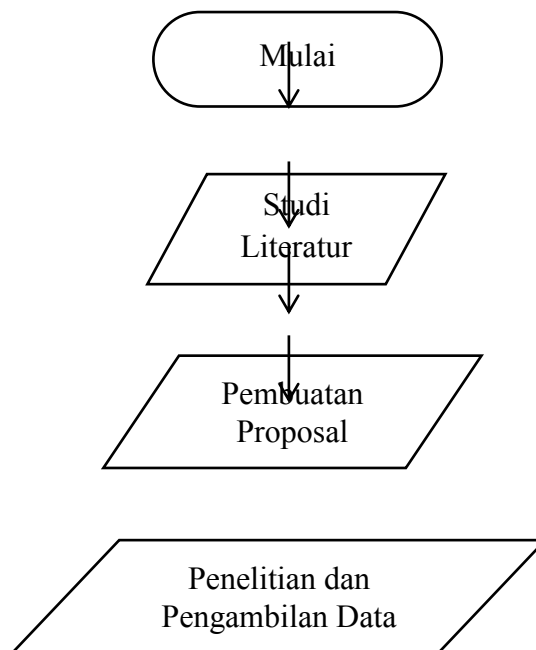 Mulai
Studi
Literatur
Pembuatan
Proposal
Penelitian dan
Pengambilan Data